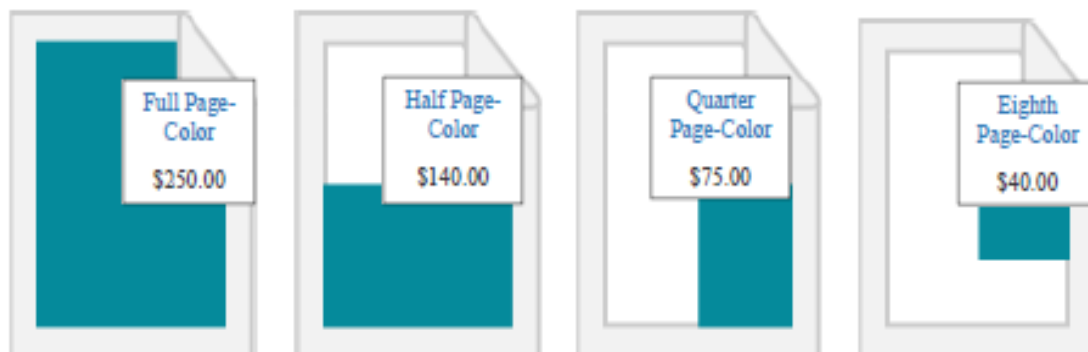 Full Page-
Color
$250.00
Half Page-
Color
$140.00
Quarter
Page-Color
$75.00
Eighth
Page-Color
$40.00